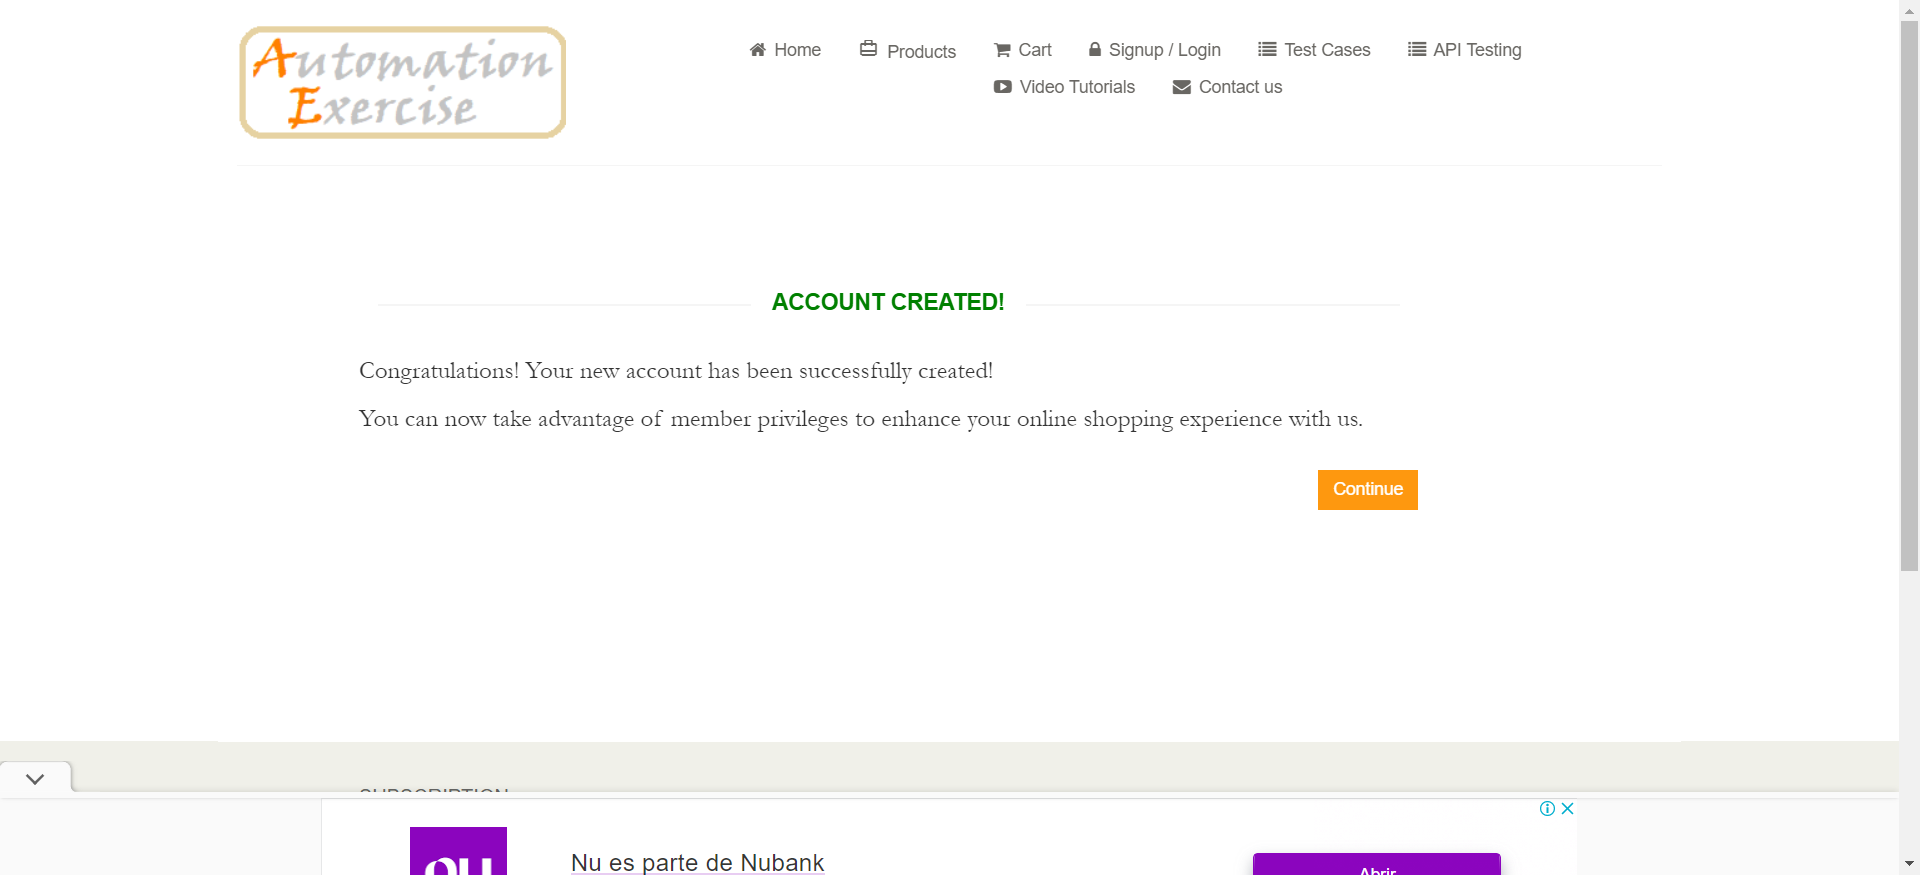 Automation
Exercise
Home
Products
Cart
Signup / Login
Test Cases
API Testing
Video Tutorials
Contact us
ACCOUNT CREATED!
Congratulations! Your new account has been successfully created!
You can now take advantage of member privileges to enhance your online shopping experience with us.
Continue
SUBSCRIPTION
nu
Nu es parte de Nubank
Abrir